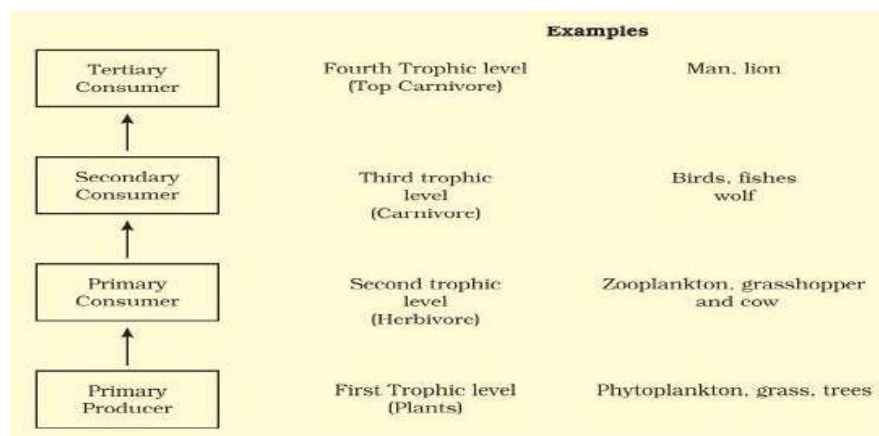 Examples
Tertiary
Consumer
Fourth Trophic level
(Top Carnivore)
Man, lion
Secondary
Consumer
Third trophic
level
(Carnivore)
Birds, fishes
wolf
Primary
Consumer
Second trophic
level
(Herbivore)
Zooplankton, grasshopper
and cow
Primary
Producer
First Trophic level
(Plants)
Phytoplankton, grass, trees